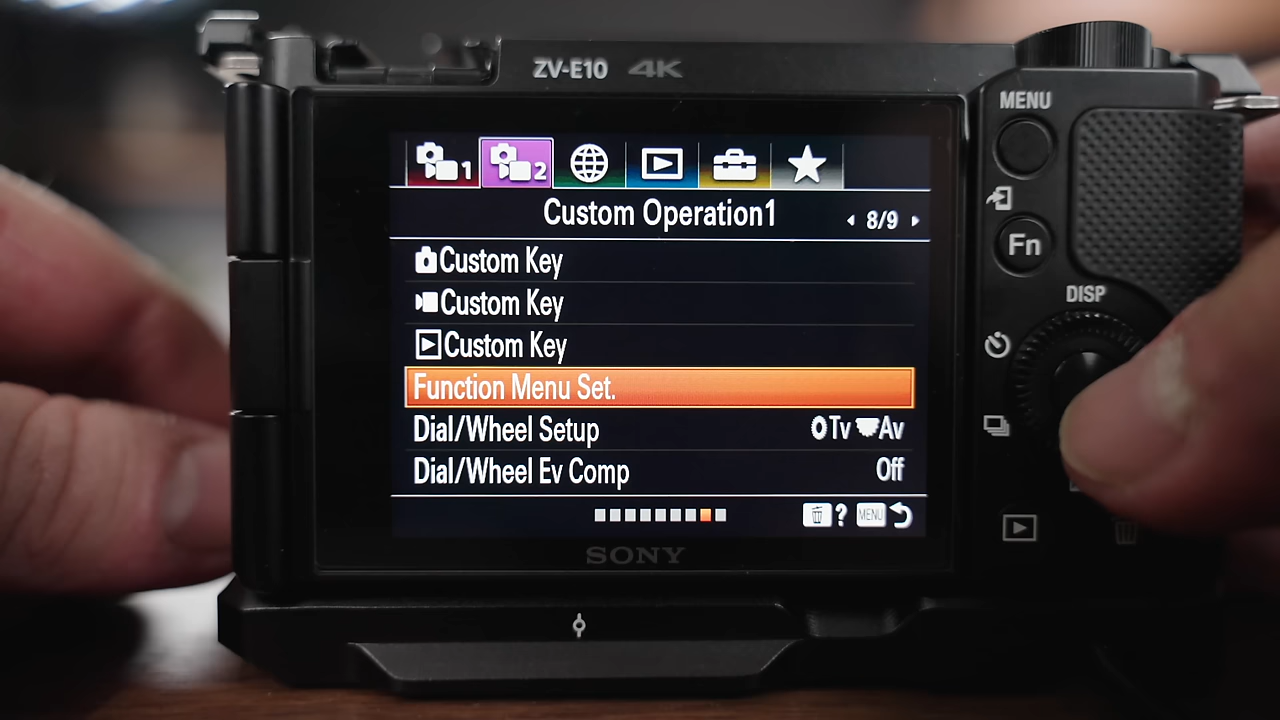 ZV-E10 4K
MENU
1 2
Custom Operation1 8/9
Custom Key
Custom Key
Custom Key
Function Menu Set.
Dial/Wheel Setup Tv Av
Dial/Wheel Ev Comp Off
? MENU
Fn
DISP
SONY